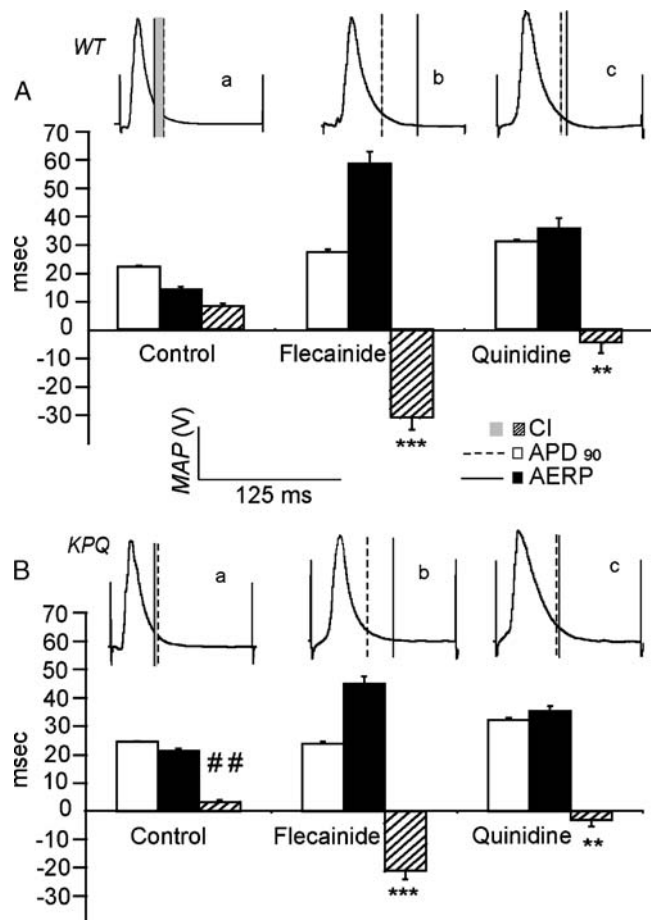 WT
A
a
b
c
70
60
50
40
30
20
10
0
-10
-20
-30
msec
Control
Flecainide
Quinidine
***
**
MAP (V)
125 ms
CI
APD 90
AERP
KPQ
B
a
b
c
70
60
50
40
30
20
10
0
-10
-20
-30
msec
##
Control
Flecainide
Quinidine
***
**